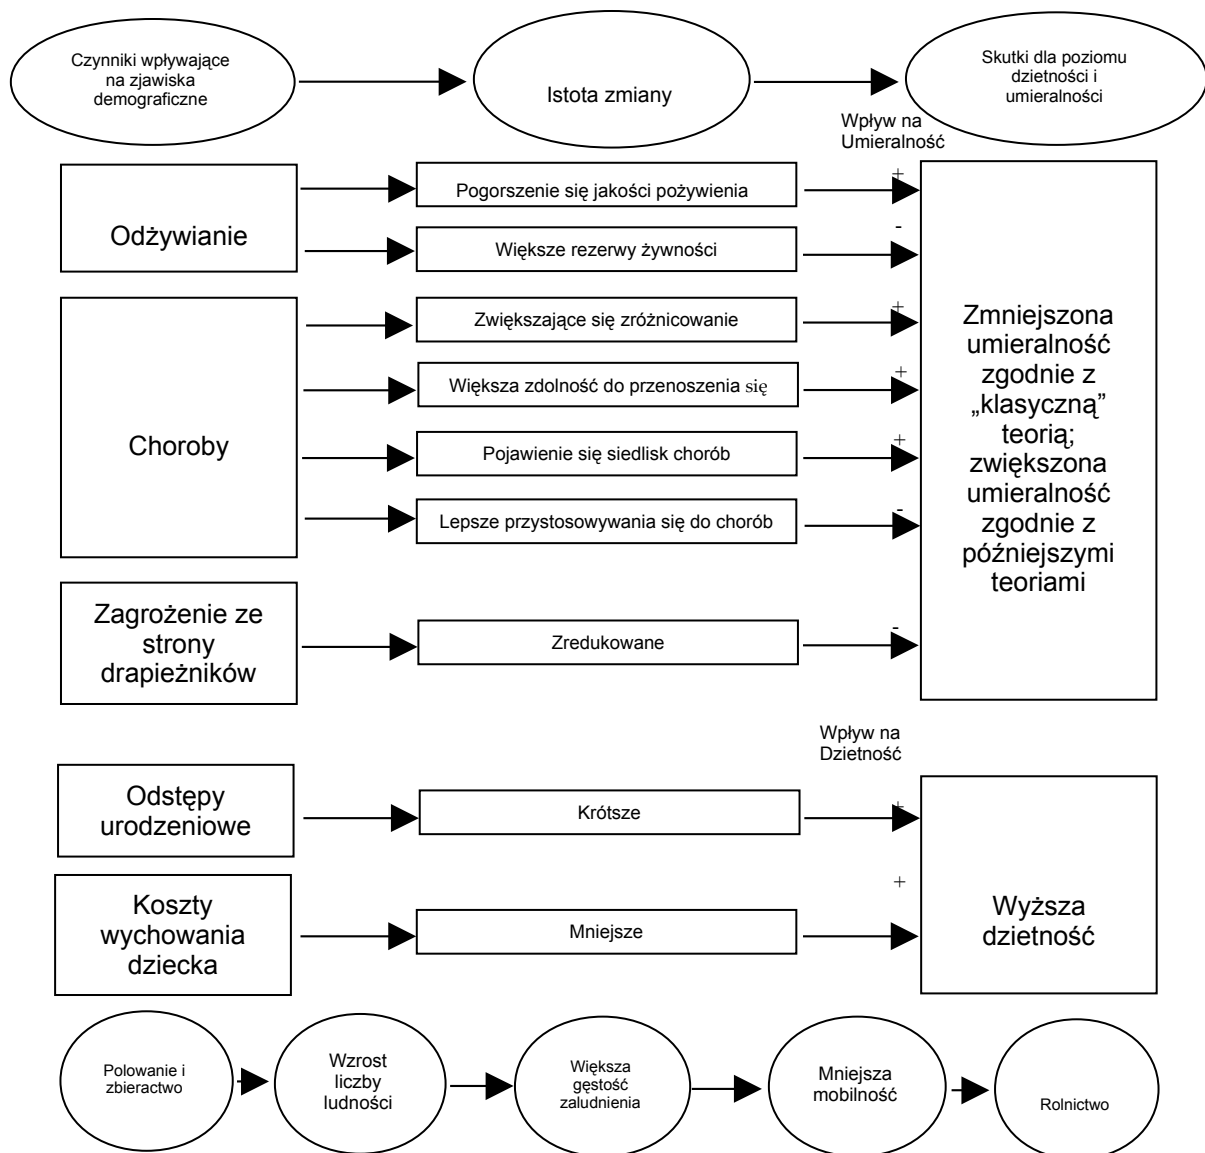 Czynniki wpływające
na zjawiska
demograficzne
Istota zmiany
Skutki dla poziomu
dzietności i
umieralności
Wpływ na
Umieralność
Odżywianie
Pogorszenie się jakości pożywienia
+
Większe rezerwy żywności
-
Choroby
Zwiększające się zróżnicowanie
+
Większa zdolność do przenoszenia się
+
Pojawienie się siedlisk chorób
+
Lepsze przystosowywania się do chorób
-
Zagrożenie ze
strony
drapieżników
Zredukowane
-
Zmniejszona
umieralność
zgodnie z
„klasyczną”
teorią;
zwiększona
umieralność
zgodnie z
późniejszymi
teoriami
Wpływ na
Dzietność
Odstępy
urodzeniowe
Krótsze
+
Koszty
wychowania
dziecka
Mniejsze
+
Wyższa
dzietność
Polowanie i
zbieractwo
Wzrost
liczby
ludności
Większa
gęstość
zaludnienia
Mniejsza
mobilność
Rolnictwo